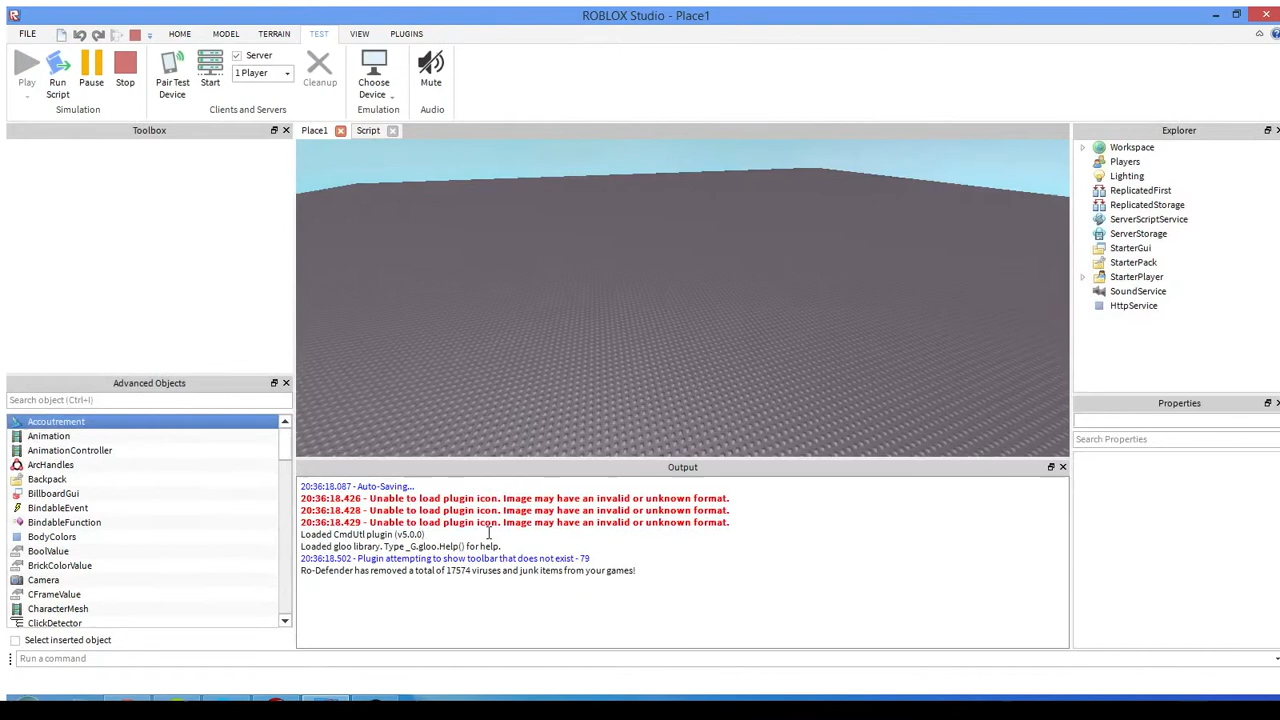 ROBLOX Studio - Place1
FILE HOME MODEL TERRAIN TEST VIEW PLUGINS
Server
1 Player
Play Run Script Pause Stop Pair Test Device Start Cleanup Choose Device Mute
Simulation Clients and Servers Emulation Audio
Toolbox
Place1 Script
Explorer
Workspace
Players
Lighting
ReplicatedFirst
ReplicatedStorage
ServerScriptService
ServerStorage
StarterGui
StarterPack
StarterPlayer
SoundService
HttpService
Advanced Objects
Search object (Ctrl+I)
Accoutrement
Animation
AnimationController
ArcHandles
Backpack
BillboardGui
BindableEvent
BindableFunction
BodyColors
BoolValue
BrickColorValue
Camera
CFrameValue
CharacterMesh
ClickDetector
Select inserted object
Properties
Search Properties
Output
20:36:18.087 - Auto-Saving...
20:36:18.426 - Unable to load plugin icon. Image may have an invalid or unknown format.
20:36:18.428 - Unable to load plugin icon. Image may have an invalid or unknown format.
20:36:18.429 - Unable to load plugin icon. Image may have an invalid or unknown format.
Loaded CmdUtl plugin (v5.0.0)
Loaded gloo library. Type _G.gloo.Help() for help.
20:36:18.502 - Plugin attempting to show toolbar that does not exist - 79
Ro-Defender has removed a total of 17574 viruses and junk items from your games!
Run a command